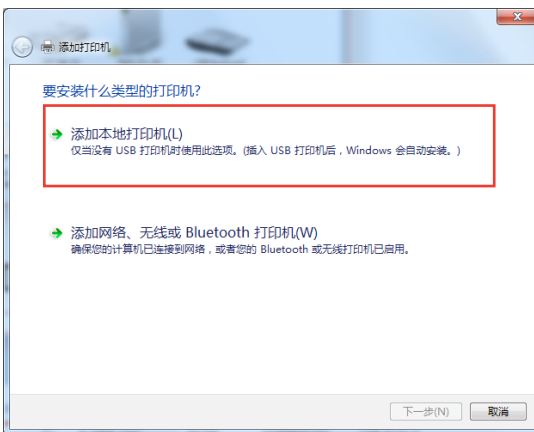 添加打印机
要安装什么类型的打印机?
添加本地打印机(L)
仅当没有 USB 打印机时使用此选项。(插入 USB 打印机后，Windows 会自动安装。)
添加网络、无线或 Bluetooth 打印机(W)
确保您的计算机已连接到网络，或者您的 Bluetooth 或无线打印机已启用。
下一步(N)
取消